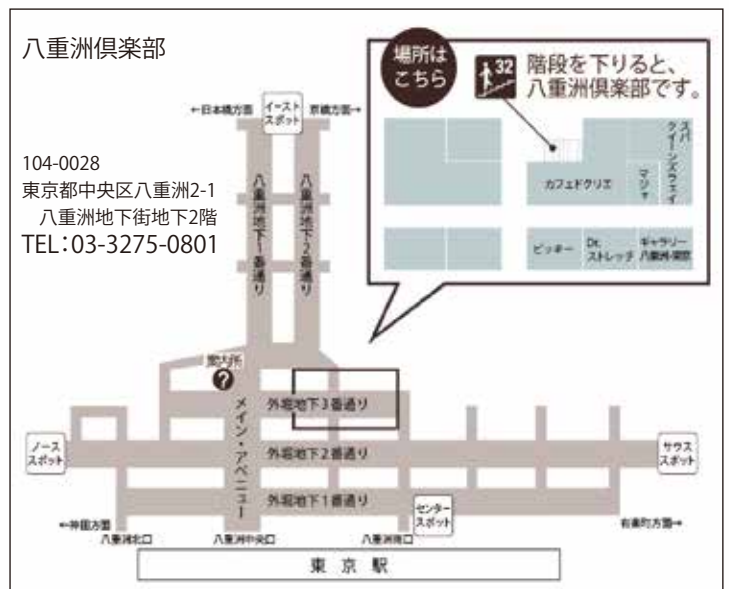 八重洲倶楽部
104-0028
東京都中央区八重洲2-1
八重洲地下街地下2階
TEL：03-3275-0801
場所は
こちら
32
階段を下りると、
八重洲倶楽部です。
カフェドクリエ
マジャ
スパ
クイーンズウェイ
ビッキー
Dr.
ストレッチ
ギャラリー
八重洲・東京
←日本橋方面
イースト
スポット
京橋方面→
八重洲地下1番通り
八重洲地下2番通り
案内所
?
メイン・アベニュー
外堀地下3番通り
外堀地下2番通り
外堀地下1番通り
ノース
スポット
サウス
スポット
センター
スポット
←神田方面
有楽町方面→
八重洲北口
八重洲中央口
八重洲南口
東京駅